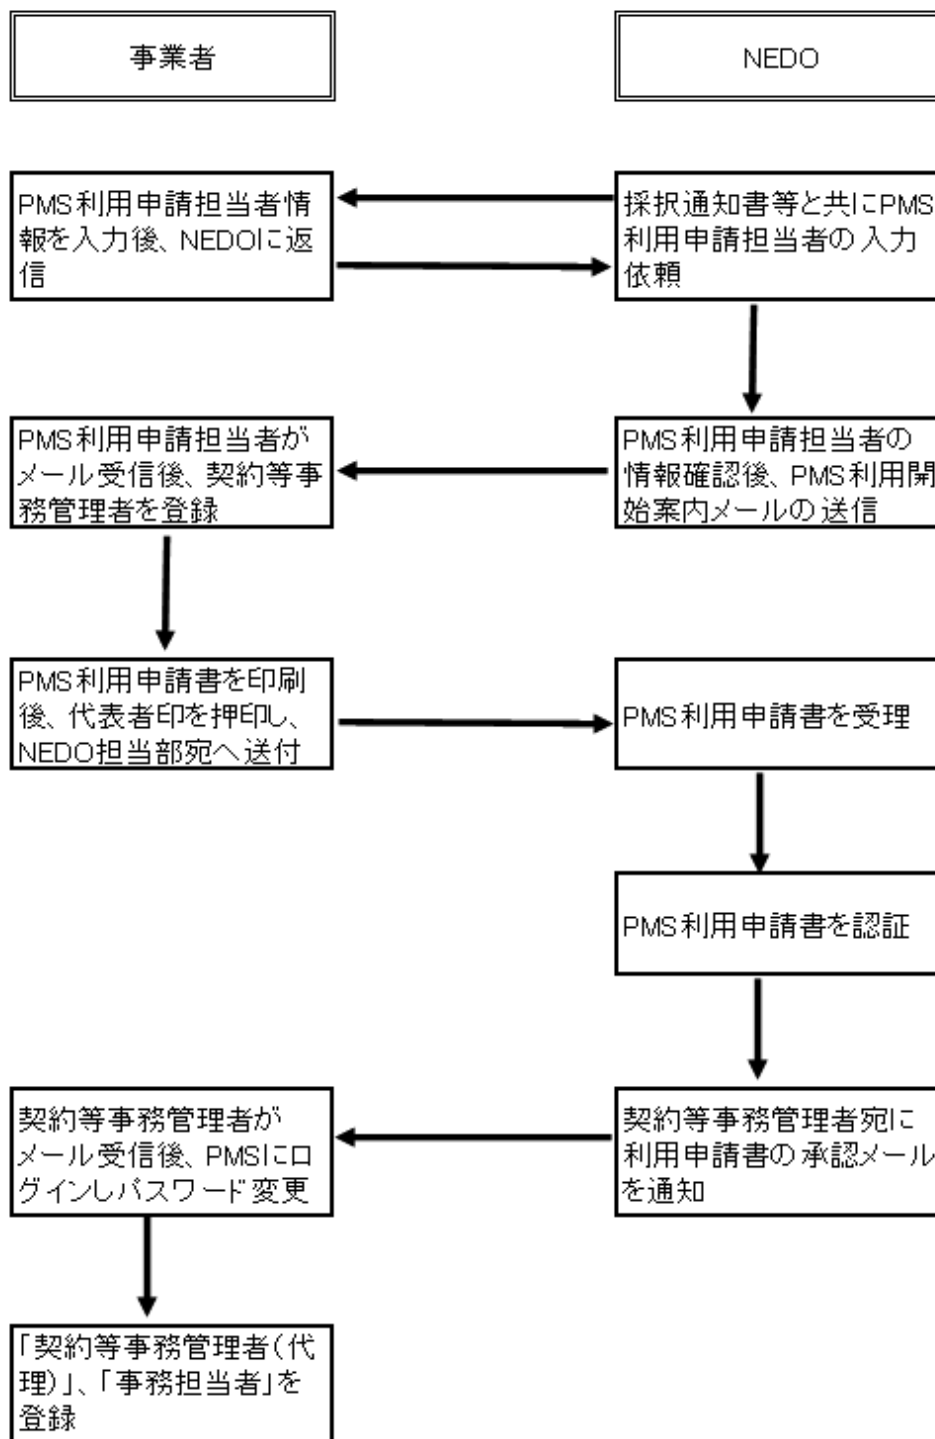 事業者
NEDO
PMS利用申請担当者情
報を入力後、NEDOに返
信
採択通知書等と共にPMS
利用申請担当者の入力
依頼
PMS利用申請担当者が
メール受信後、契約等事
務管理者を登録
PMS利用申請担当者の
情報確認後、PMS利用開
始案内メールの送信
PMS利用申請書を印刷
後、代表者印を押印し、
NEDO担当部宛へ送付
PMS利用申請書を受理
PMS利用申請書を認証
契約等事務管理者が
メール受信後、PMSにロ
グインしパスワード変更
契約等事務管理者宛に
利用申請書の承認メール
を通知
「契約等事務管理者(代
理)」、「事務担当者」を
登録